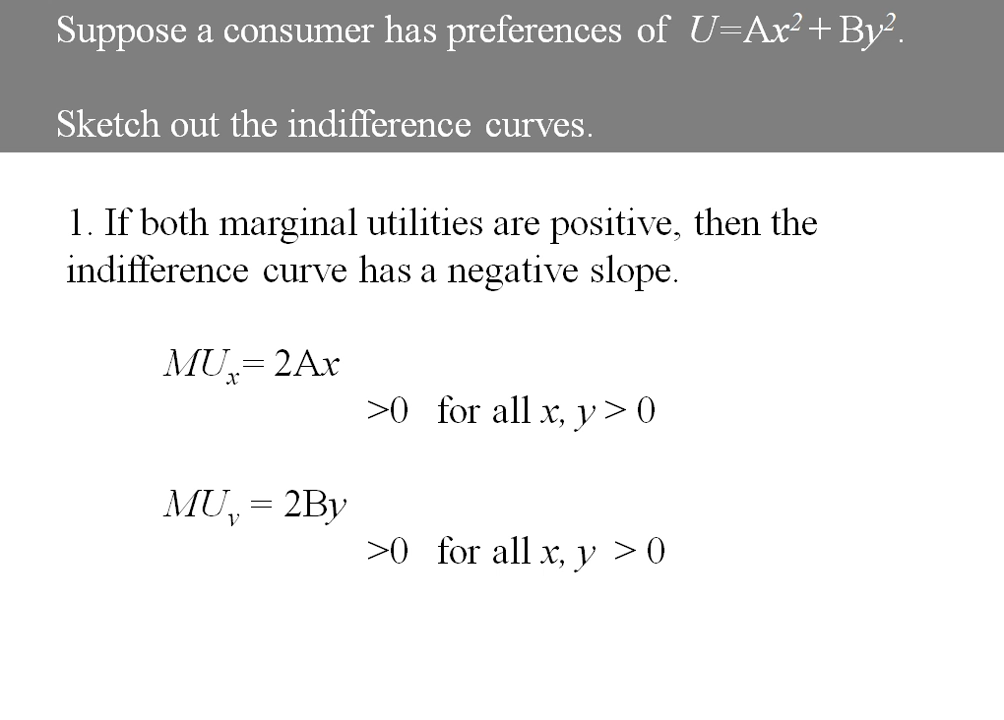 Suppose a consumer has preferences of U=Ax²+By².
Sketch out the indifference curves.
1. If both marginal utilities are positive, then the
indifference curve has a negative slope.
MUₓ= 2Ax
>0 for all x, y > 0
MUy = 2By
>0 for all x, y > 0